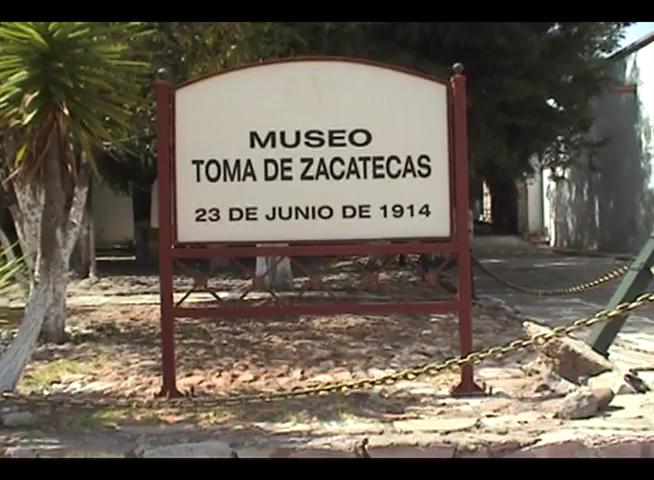 MUSEO
TOMA DE ZACATECAS
23 DE JUNIO DE 1914